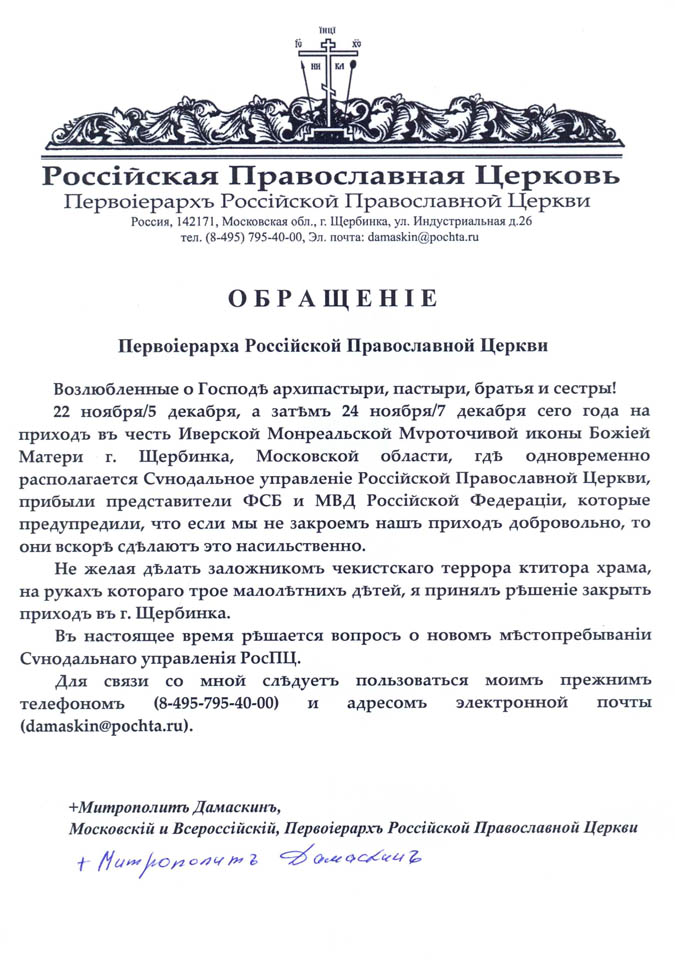 ІНЦІ
ІС ХС
НИ КА
Россійская Православная Церковь
Первоіерархъ Россійской Православной Церкви
Россия, 142171, Московская обл., г. Щербинка, ул. Индустриальная д.26
тел. (8-495) 795-40-00, Эл. почта: damaskin@pochta.ru
ОБРАЩЕНІЕ
Первоіерарха Россійской Православной Церкви
Возлюбленные о Господѣ архипастыри, пастыри, братья и сестры!
22 ноября/5 декабря, а затѣмъ 24 ноября/7 декабря сего года на
приходъ въ честь Иверской Монреальской Мѵроточивой иконы Божіей
Матери г. Щербинка, Московской области, гдѣ одновременно
располагается Сѵнодальное управленіе Россійской Православной Церкви,
прибыли представители ФСБ и МВД Россійской Федераціи, которые
предупредили, что если мы не закроемъ нашъ приходъ добровольно, то
они вскорѣ сдѣлаютъ это насильственно.
Не желая дѣлать заложникомъ чекистскаго террора ктитора храма,
на рукахъ котораго трое малолѣтнихъ дѣтей, я принялъ рѣшеніе закрыть
приходъ въ г. Щербинка.
Въ настоящее время рѣшается вопросъ о новомъ мѣстопребываніи
Сѵнодальнаго управленія РосПЦ.
Для связи со мной слѣдуетъ пользоваться моимъ прежнимъ
телефономъ (8-495-795-40-00) и адресомъ электронной почты
(damaskin@pochta.ru).
+Митрополитъ Дамаскинъ,
Московскій и Всероссійскій, Первоіерархъ Россійской Православной Церкви
+ Митрополитъ Дамаскинъ